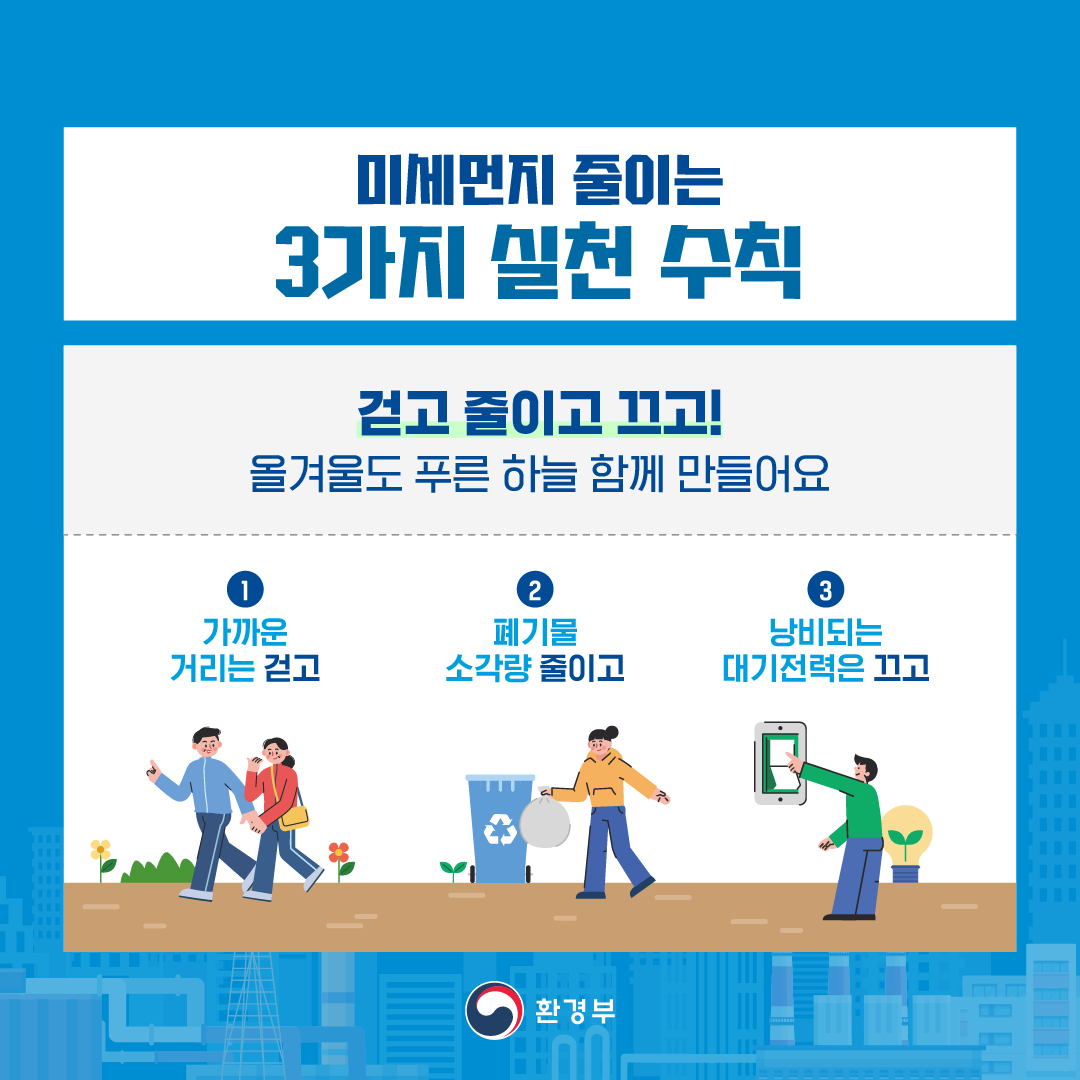 미세먼지 줄이는
3가지 실천 수칙
걷고 줄이고 끄고!
올겨울도 푸른 하늘 함께 만들어요
1
가까운
거리는 걷고
2
폐기물
소각량 줄이고
3
낭비되는
대기전력은 끄고
환경부